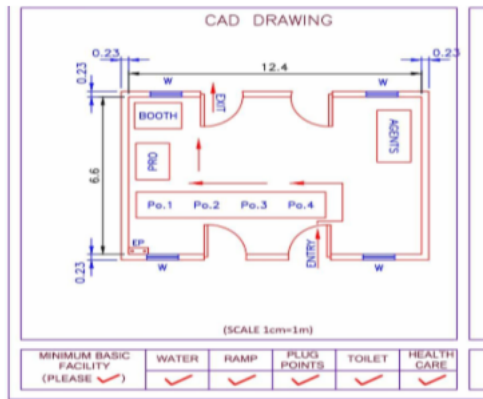 CAD DRAWING
0.23
0.23
12.4
0.23
W
EXIT
W
BOOTH
AGENTS
PRO
6.6
Po.1 Po.2 Po.3 Po.4
EP
ENTRY
0.23
W
W
(SCALE 1cm=1m)
MINIMUM BASIC FACILITY (PLEASE ✓)
WATER
RAMP
PLUG POINTS
TOILET
HEALTH CARE
✓ ✓ ✓ ✓ ✓